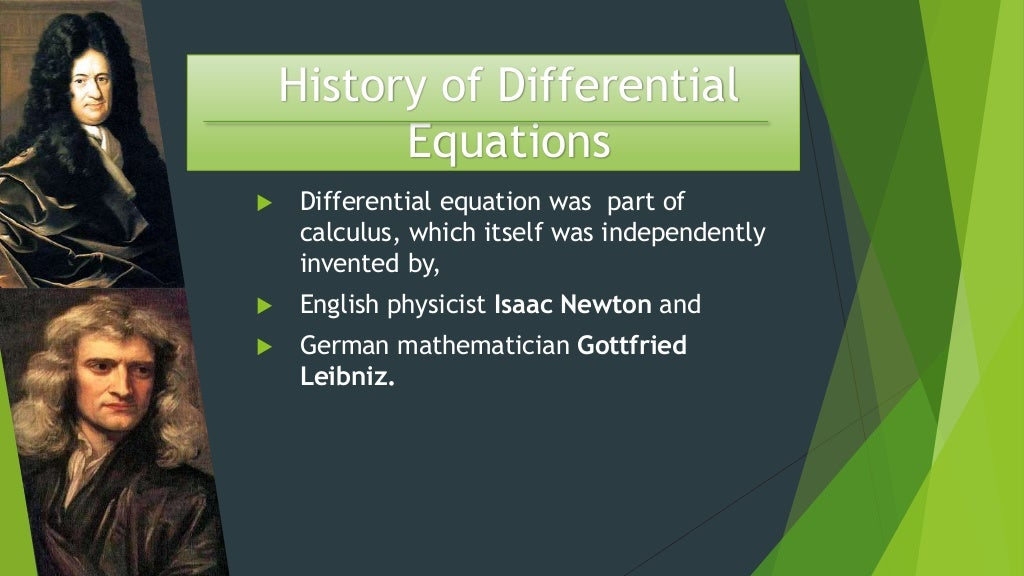 History of Differential
Equations
Differential equation was  part of
calculus, which itself was independently
invented by,
English physicist Isaac Newton and
German mathematician Gottfried
Leibniz.